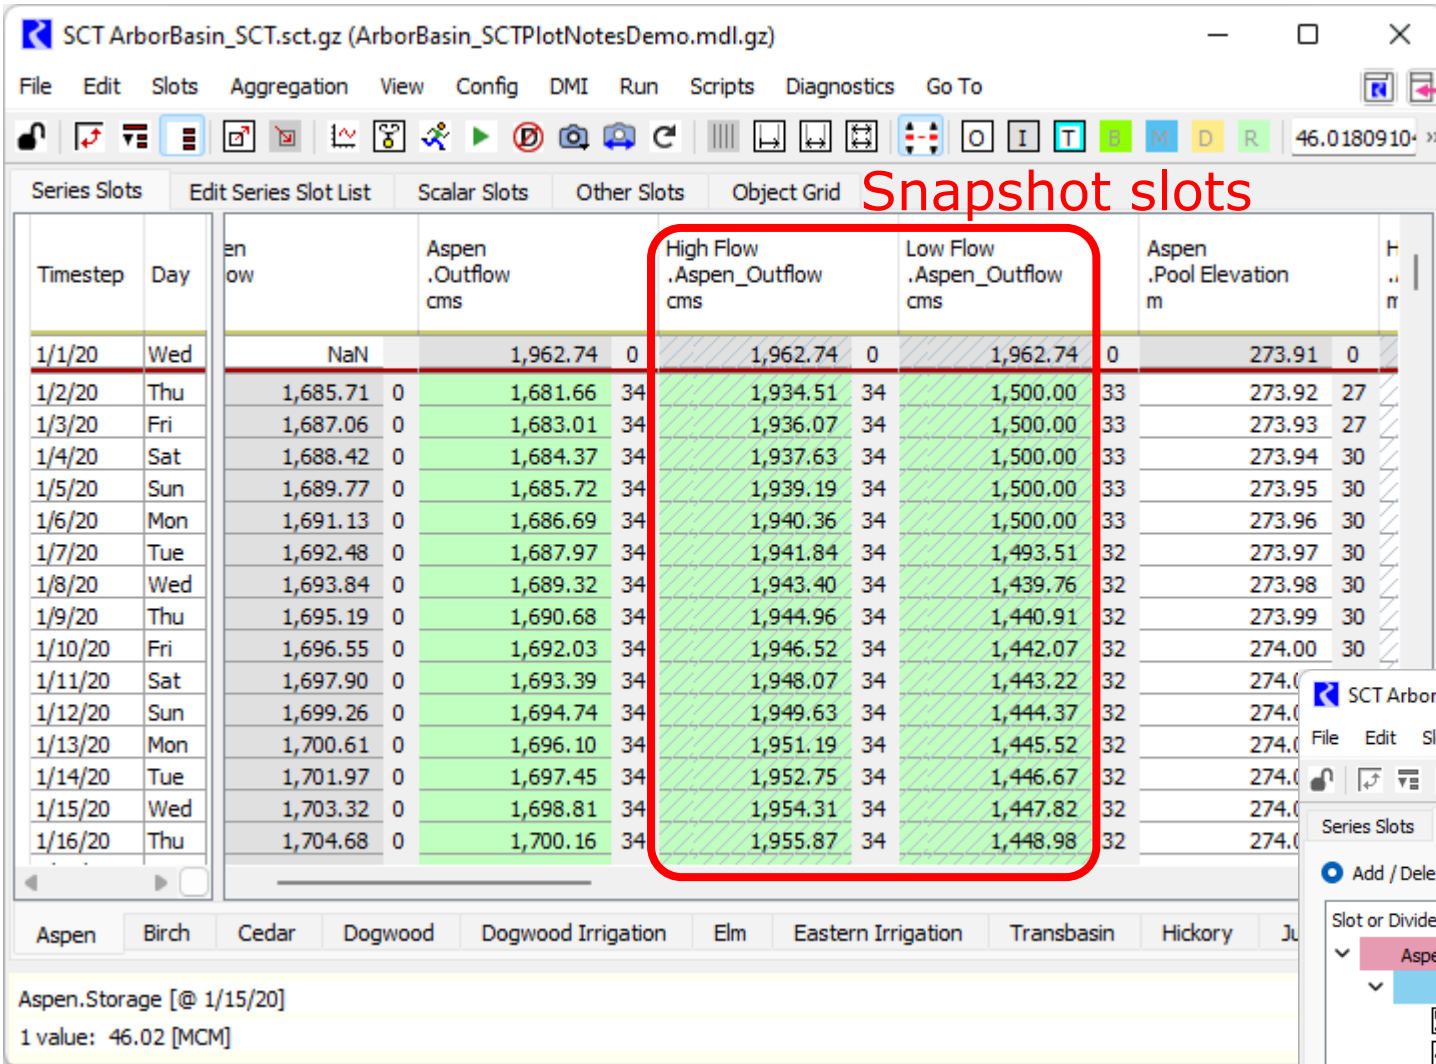 SCT ArborBasin_SCT.sct.gz (ArborBasin_SCTPlotNotesDemo.mdl.gz)
File Edit Slots Aggregation View Config DMI Run Scripts Diagnostics Go To
O I T B M D R 46.0180910
Series Slots Edit Series Slot List Scalar Slots Other Slots Object Grid
Snapshot slots
en Aspen High Flow Low Flow Aspen H
Timestep Day ow .Outflow .Aspen_Outflow .Aspen_Outflow .Pool Elevation
cms cms cms m
1/1/20 Wed NaN 1,962.74 0 1,962.74 0 1,962.74 0 273.91 0
1/2/20 Thu 1,685.71 0 1,681.66 34 1,934.51 34 1,500.00 33 273.92 27
1/3/20 Fri 1,687.06 0 1,683.01 34 1,936.07 34 1,500.00 33 273.93 27
1/4/20 Sat 1,688.42 0 1,684.37 34 1,937.63 34 1,500.00 33 273.94 30
1/5/20 Sun 1,689.77 0 1,685.72 34 1,939.19 34 1,500.00 33 273.95 30
1/6/20 Mon 1,691.13 0 1,686.69 34 1,940.36 34 1,500.00 33 273.96 30
1/7/20 Tue 1,692.48 0 1,687.97 34 1,941.84 34 1,493.51 32 273.97 30
1/8/20 Wed 1,693.84 0 1,689.32 34 1,943.40 34 1,439.76 32 273.98 30
1/9/20 Thu 1,695.19 0 1,690.68 34 1,944.96 34 1,440.91 32 273.99 30
1/10/20 Fri 1,696.55 0 1,692.03 34 1,946.52 34 1,442.07 32 274.00 30
1/11/20 Sat 1,697.90 0 1,693.39 34 1,948.07 34 1,443.22 32 274.0
1/12/20 Sun 1,699.26 0 1,694.74 34 1,949.63 34 1,444.37 32 274.0
1/13/20 Mon 1,700.61 0 1,696.10 34 1,951.19 34 1,445.52 32 274.0
1/14/20 Tue 1,701.97 0 1,697.45 34 1,952.75 34 1,446.67 32 274.0
1/15/20 Wed 1,703.32 0 1,698.81 34 1,954.31 34 1,447.82 32 274.0
1/16/20 Thu 1,704.68 0 1,700.16 34 1,955.87 34 1,448.98 32 274.0
Aspen Birch Cedar Dogwood Dogwood Irrigation Elm Eastern Irrigation Transbasin Hickory Ju
Aspen.Storage [@ 1/15/20]
1 value: 46.02 [MCM]
SCT Arbor
File Edit Sl
Series Slots
Add / Dele
Slot or Divide
Aspe